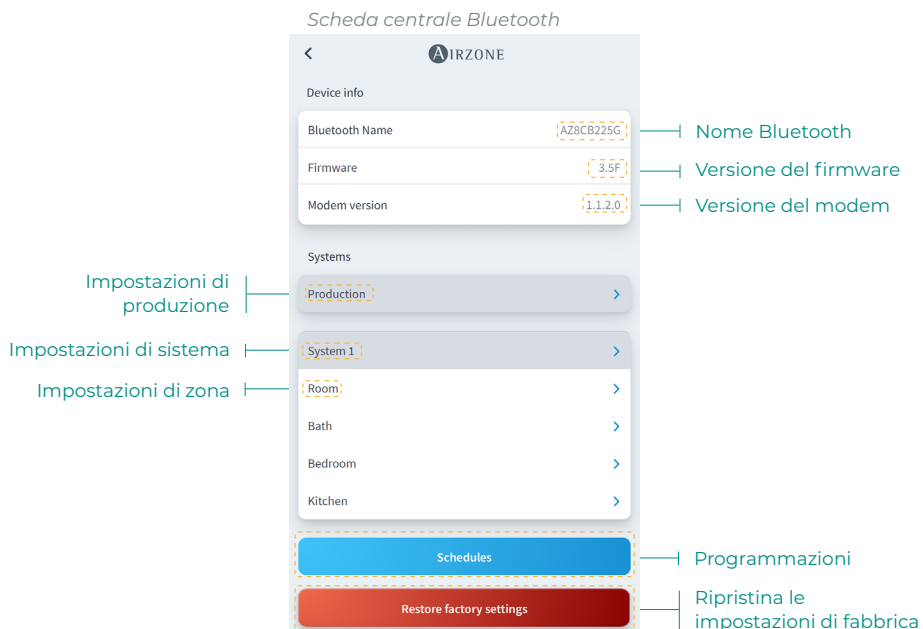 Scheda centrale Bluetooth
AIRZONE
Device info
Bluetooth Name AZ8CB225G
Nome Bluetooth
Firmware 3.5F
Versione del firmware
Modem version 1.1.2.0
Versione del modem
Systems
Impostazioni di
produzione
Production
Impostazioni di sistema
System 1
Impostazioni di zona
Room
Bath
Bedroom
Kitchen
Schedules
Programmazioni
Restore factory settings
Ripristina le
impostazioni di fabbrica